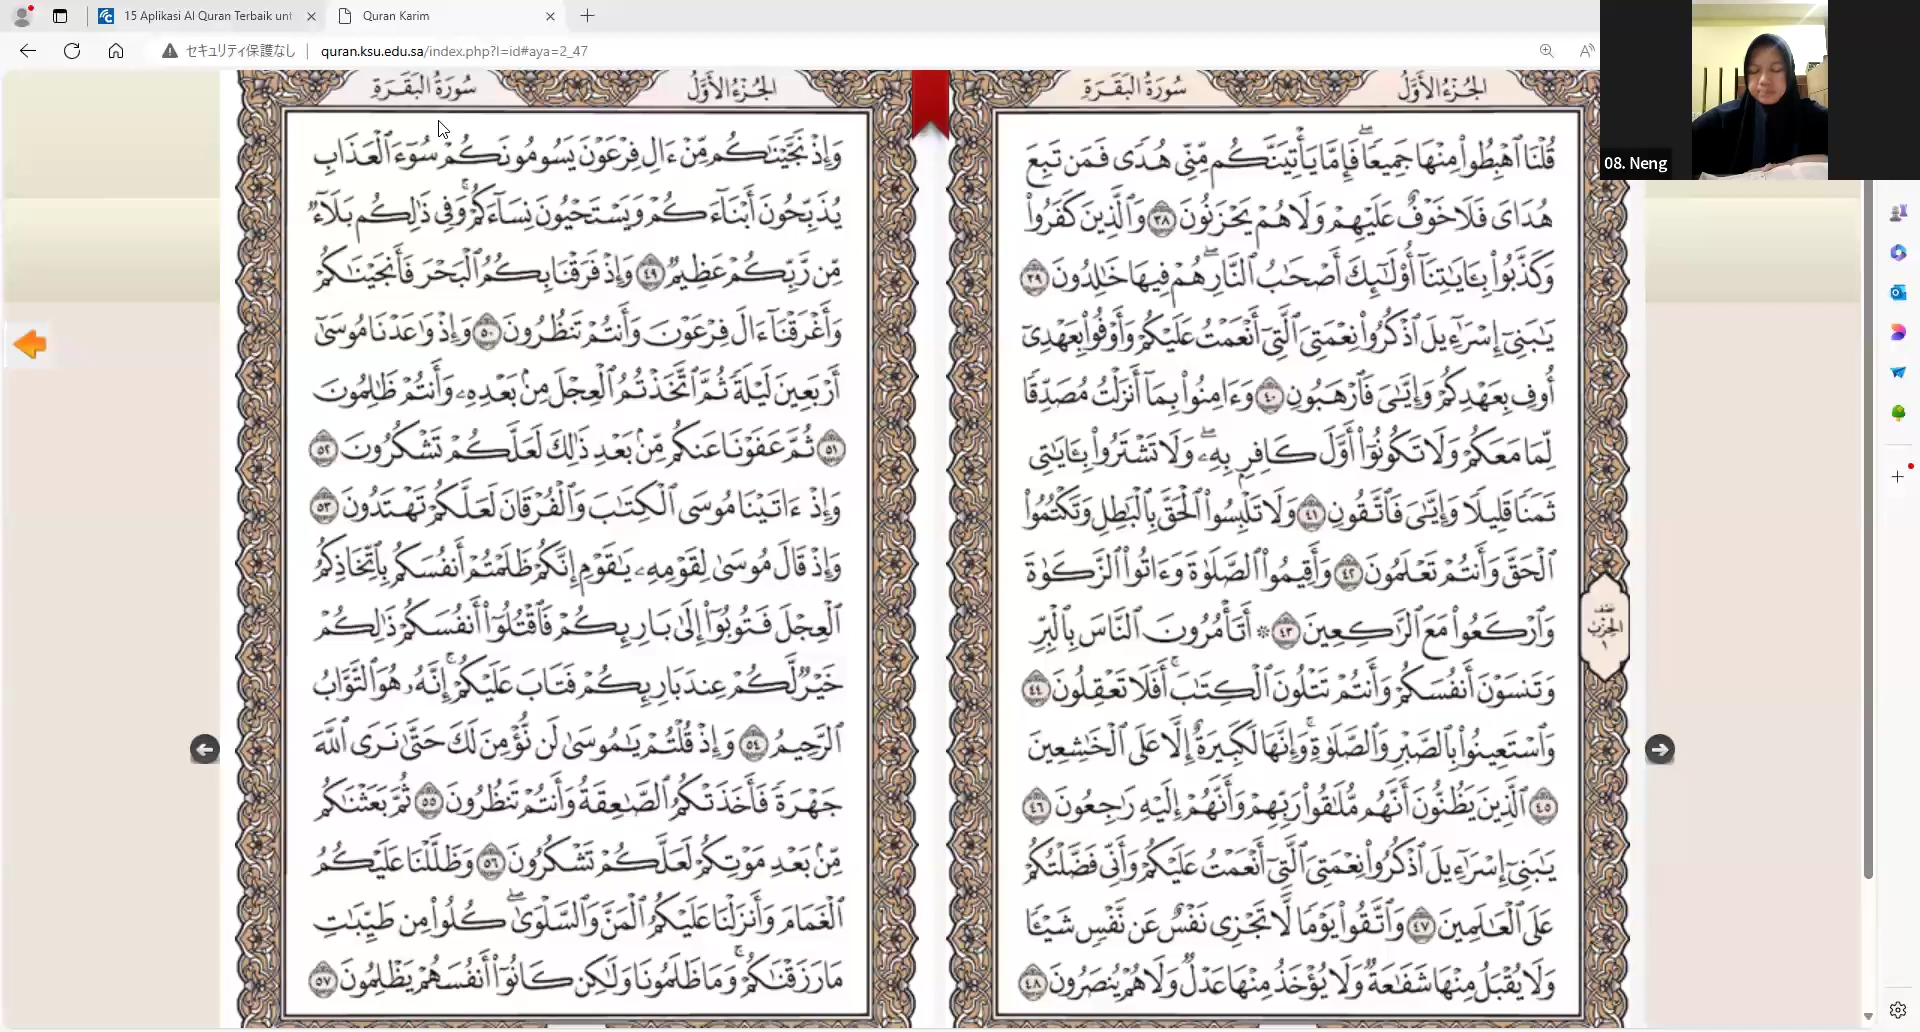 15 Aplikasi Al Quran Terbaik unt
Quran Karim
セキュリティ保護なし
quran.ksu.edu.sa/index.php?l=id#aya=2_47
08. Neng
الجُزْءُ الأَوَّلُ
سُورَةُ البَقَرَةِ
قُلْنَا ٱهْبِطُوا۟ مِنْهَا جَمِيعًۭا ۖ فَإِمَّا يَأْتِيَنَّكُم مِّنِّى هُدًۭى فَمَن تَبِعَ
هُدَاىَ فَلَا خَوْفٌ عَلَيْهِمْ وَلَا هُمْ يَحْزَنُونَ ٣٨ وَٱلَّذِينَ كَفَرُوا۟
وَكَذَّبُوا۟ بِـَٔايَـٰتِنَآ أُو۟لَـٰٓئِكَ أَصْحَـٰبُ ٱلنَّارِ ۖ هُمْ فِيهَا خَـٰلِدُونَ ٣٩
يَـٰبَنِىٓ إِسْرَٰٓءِيلَ ٱذْكُرُوا۟ نِعْمَتِىَ ٱلَّتِىٓ أَنْعَمْتُ عَلَيْكُمْ وَأَوْفُوا۟ بِعَهْدِىٓ
أُوفِ بِعَهْدِكُمْ وَإِيَّـٰىَ فَٱرْهَبُونِ ٤٠ وَءَامِنُوا۟ بِمَآ أَنزَلْتُ مُصَدِّقًۭا
لِّمَا مَعَكُمْ وَلَا تَكُونُوٓا۟ أَوَّلَ كَافِرٍۭ بِهِۦ ۖ وَلَا تَشْتَرُوا۟ بِـَٔايَـٰتِى
ثَمَنًۭا قَلِيلًۭا وَإِيَّـٰىَ فَٱتَّقُونِ ٤١ وَلَا تَلْبِسُوا۟ ٱلْحَقَّ بِٱلْبَـٰطِلِ وَتَكْتُمُوا۟
ٱلْحَقَّ وَأَنتُمْ تَعْلَمُونَ ٤٢ وَأَقِيمُوا۟ ٱلصَّلَوٰةَ وَءَاتُوا۟ ٱلزَّكَوٰةَ
وَٱرْكَعُوا۟ مَعَ ٱلرَّٰكِعِينَ ٤٣ ۞ أَتَأْمُرُونَ ٱلنَّاسَ بِٱلْبِرِّ
وَتَنسَوْنَ أَنفُسَكُمْ وَأَنتُمْ تَتْلُونَ ٱلْكِتَـٰبَ ۚ أَفَلَا تَعْقِلُونَ ٤٤
وَٱسْتَعِينُوا۟ بِٱلصَّبْرِ وَٱلصَّلَوٰةِ ۚ وَإِنَّهَا لَكَبِيرَةٌ إِلَّا عَلَى ٱلْخَـٰشِعِينَ
٤٥ ٱلَّذِينَ يَظُنُّونَ أَنَّهُم مُّلَـٰقُوا۟ رَبِّهِمْ وَأَنَّهُمْ إِلَيْهِ رَٰجِعُونَ ٤٦
يَـٰبَنِىٓ إِسْرَٰٓءِيلَ ٱذْكُرُوا۟ نِعْمَتِىَ ٱلَّتِىٓ أَنْعَمْتُ عَلَيْكُمْ وَأَنِّى فَضَّلْتُكُمْ
عَلَى ٱلْعَـٰلَمِينَ ٤٧ وَٱتَّقُوا۟ يَوْمًۭا لَّا تَجْزِى نَفْسٌ عَن نَّفْسٍۢ شَيْـًۭٔا
وَلَا يُقْبَلُ مِنْهَا شَفَـٰعَةٌۭ وَلَا يُؤْخَذُ مِنْهَا عَدْلٌۭ وَلَا هُمْ يُنصَرُونَ ٤٨
نصف
الحزب
١
الجُزْءُ الأَوَّلُ
سُورَةُ البَقَرَةِ
وَإِذْ نَجَّيْنَـٰكُم مِّنْ ءَالِ فِرْعَوْنَ يَسُومُونَكُمْ سُوٓءَ ٱلْعَذَابِ
يُذَبِّحُونَ أَبْنَآءَكُمْ وَيَسْتَحْيُونَ نِسَآءَكُمْ ۚ وَفِى ذَٰلِكُم بَلَآءٌۭ
مِّن رَّبِّكُمْ عَظِيمٌۭ ٤٩ وَإِذْ فَرَقْنَا بِكُمُ ٱلْبَحْرَ فَأَنجَيْنَـٰكُمْ
وَأَغْرَقْنَآ ءَالَ فِرْعَوْنَ وَأَنتُمْ تَنظُرُونَ ٥٠ وَإِذْ وَٰعَدْنَا مُوسَىٰٓ
أَرْبَعِينَ لَيْلَةًۭ ثُمَّ ٱتَّخَذْتُمُ ٱلْعِجْلَ مِنۢ بَعْدِهِۦ وَأَنتُمْ ظَـٰلِمُونَ
٥١ ثُمَّ عَفَوْنَا عَنكُم مِّنۢ بَعْدِ ذَٰلِكَ لَعَلَّكُمْ تَشْكُرُونَ ٥٢
وَإِذْ ءَاتَيْنَا مُوسَى ٱلْكِتَـٰبَ وَٱلْفُرْقَانَ لَعَلَّكُمْ تَهْتَدُونَ ٥٣
وَإِذْ قَالَ مُوسَىٰ لِقَوْمِهِۦ يَـٰقَوْمِ إِنَّكُمْ ظَلَمْتُمْ أَنفُسَكُم بِٱتِّخَاذِكُمُ
ٱلْعِجْلَ فَتُوبُوٓا۟ إِلَىٰ بَارِئِكُمْ فَٱقْتُلُوٓا۟ أَنفُسَكُمْ ذَٰلِكُمْ
خَيْرٌۭ لَّكُمْ عِندَ بَارِئِكُمْ فَتَابَ عَلَيْكُمْ ۚ إِنَّهُۥ هُوَ ٱلتَّوَّابُ
ٱلرَّحِيمُ ٥٤ وَإِذْ قُلْتُمْ يَـٰمُوسَىٰ لَن نُّؤْمِنَ لَكَ حَتَّىٰ نَرَى ٱللَّهَ
جَهْرَةًۭ فَأَخَذَتْكُمُ ٱلصَّـٰعِقَةُ وَأَنتُمْ تَنظُرُونَ ٥٥ ثُمَّ بَعَثْنَـٰكُم
مِّنۢ بَعْدِ مَوْتِكُمْ لَعَلَّكُمْ تَشْكُرُونَ ٥٦ وَظَلَّلْنَا عَلَيْكُمُ
ٱلْغَمَامَ وَأَنزَلْنَا عَلَيْكُمُ ٱلْمَنَّ وَٱلسَّلْوَىٰ ۖ كُلُوا۟ مِن طَيِّبَـٰتِ
مَا رَزَقْنَـٰكُمْ ۚ وَمَا ظَلَمُونَا وَلَـٰكِن كَانُوٓا۟ أَنفُسَهُمْ يَظْلِمُونَ ٥٧